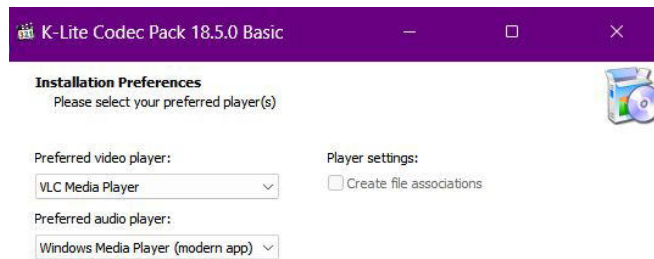 K-Lite Codec Pack 18.5.0 Basic
Installation Preferences
Please select your preferred player(s)
Preferred video player:
VLC Media Player
Preferred audio player:
Windows Media Player (modern app)
Player settings:
Create file associations